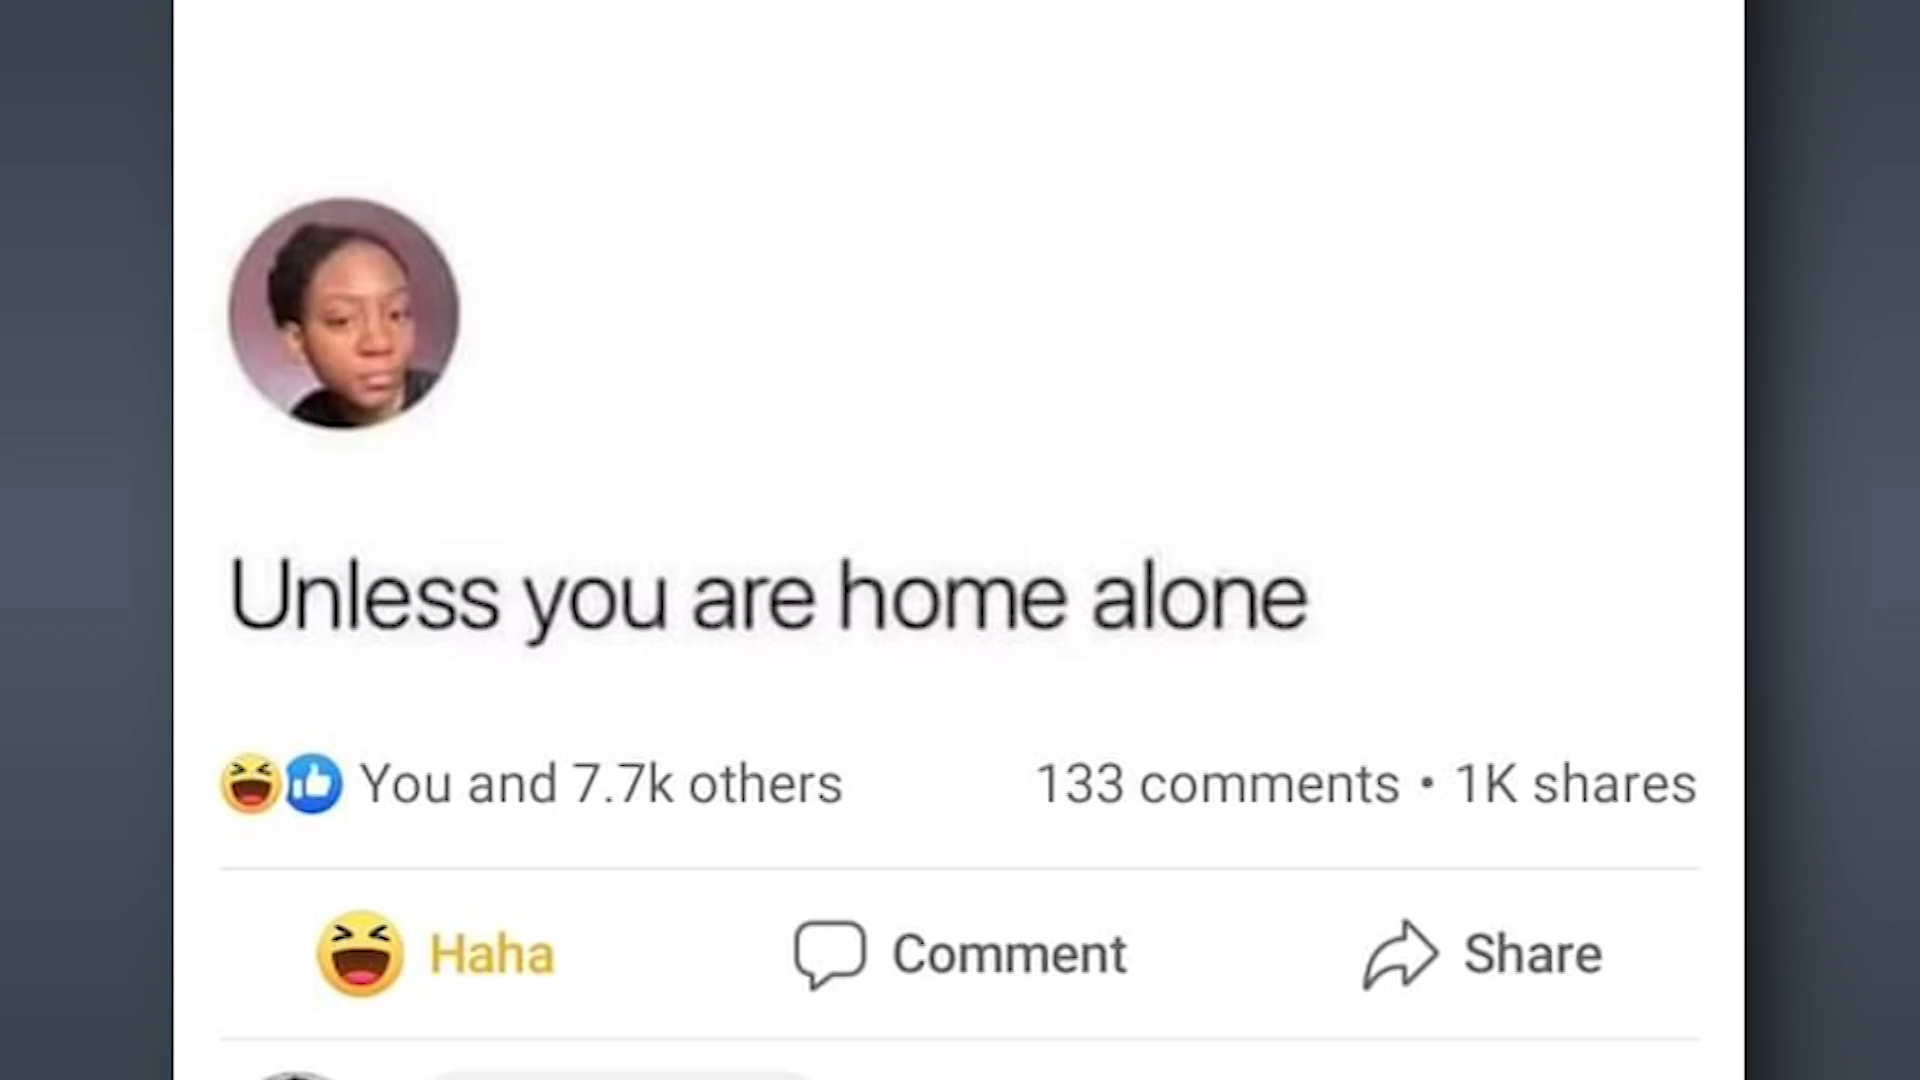 Unless you are home alone
You and 7.7k others 133 comments • 1K shares
Haha Comment Share